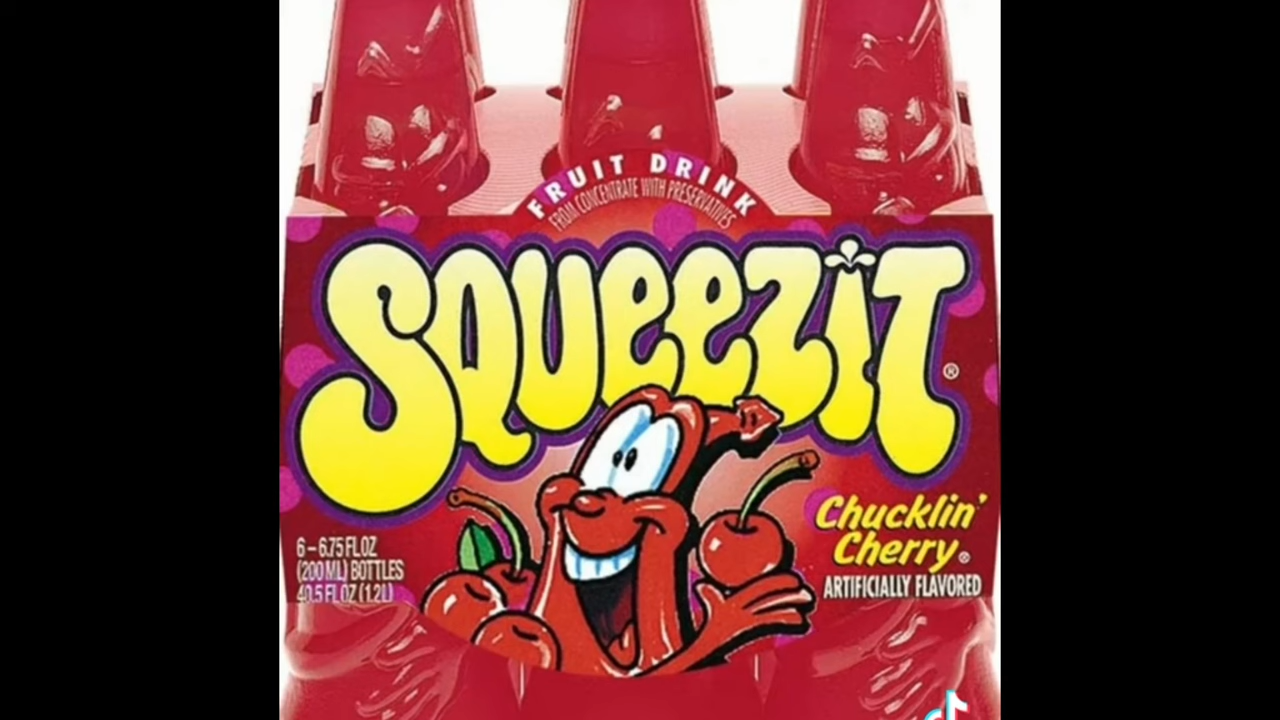 FRUIT DRINK
FROM CONCENTRATE WITH PRESERVATIVES
SQUEEZIT®
Chucklin'
Cherry®
ARTIFICIALLY FLAVORED
6–6.75 FL OZ
(200 ML) BOTTLES
40.5 FL OZ (1.2L)